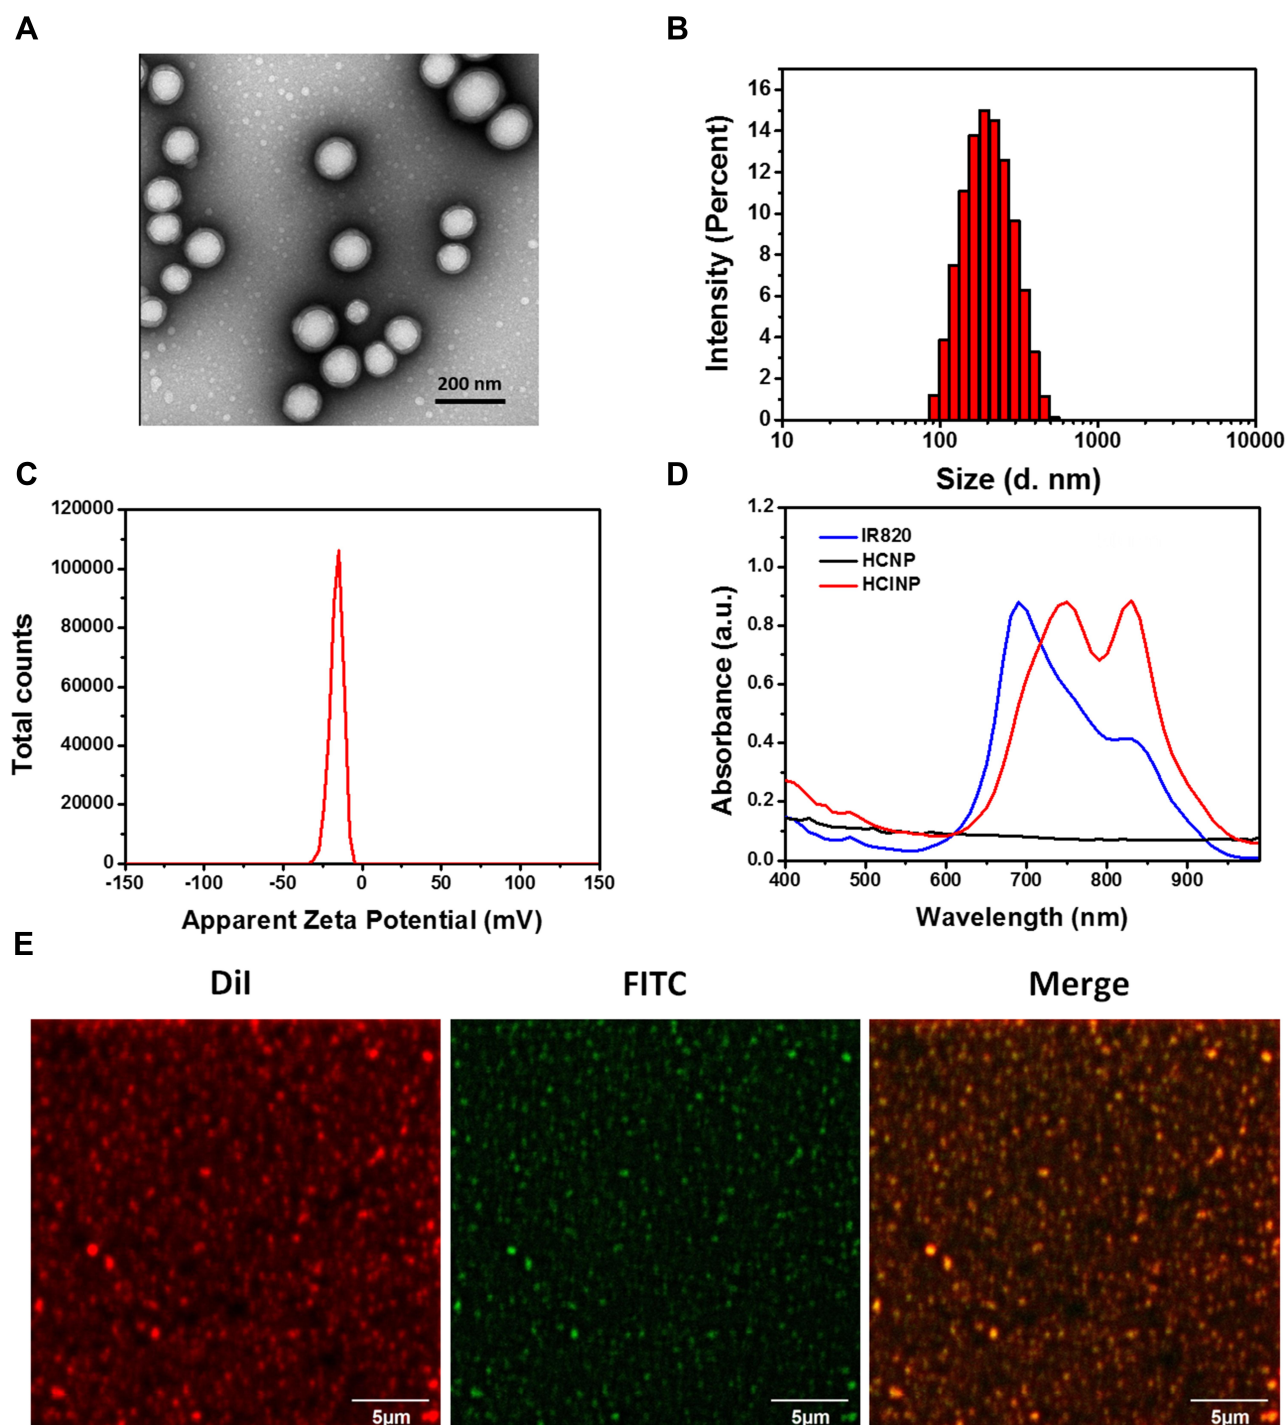 A
200 nm
B
16
14
12
10
8
6
4
2
0
Intensity (Percent)
10
100
1000
10000
Size (d. nm)
C
120000
100000
80000
60000
40000
20000
0
Total counts
-150
-100
-50
0
50
100
150
Apparent Zeta Potential (mV)
D
1.2
1.0
0.8
0.6
0.4
0.2
0.0
Absorbance (a.u.)
IR820
HCNP
HCINP
400
500
600
700
800
900
Wavelength (nm)
E
DiI
FITC
Merge
5μm
5μm
5μm